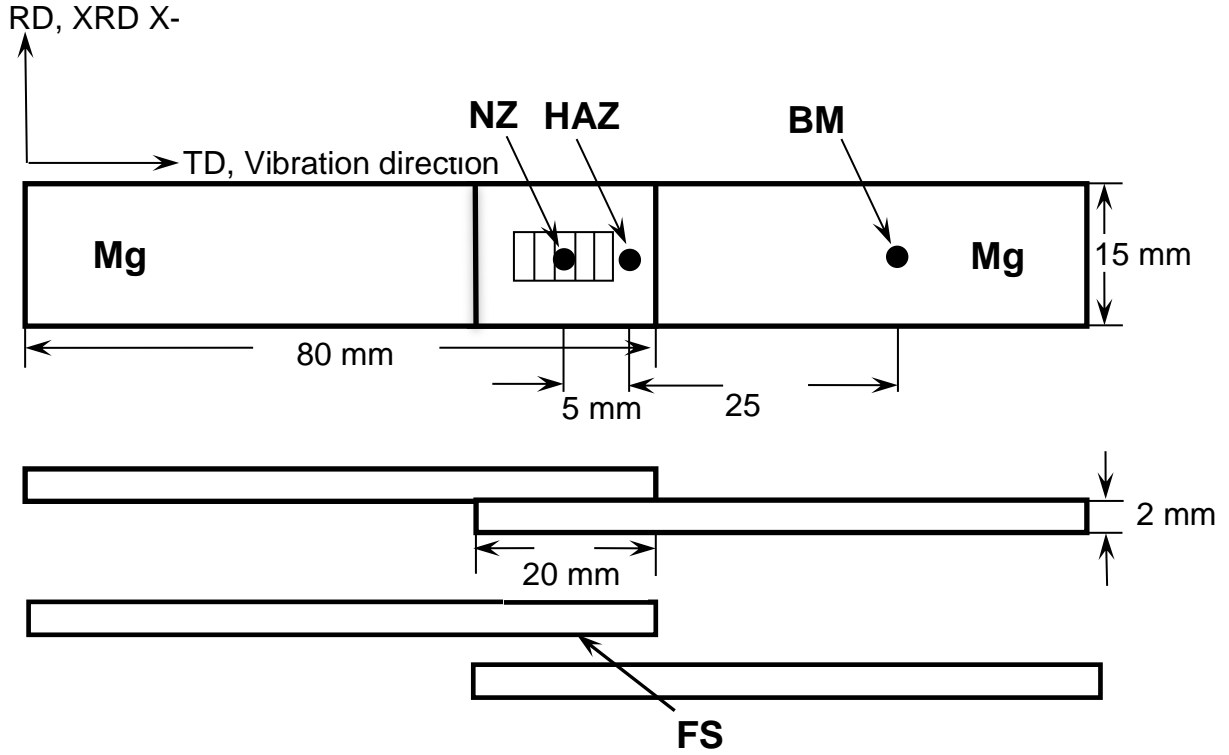 RD, XRD X-
NZ HAZ
BM
TD, Vibration direction
Mg
Mg
15 mm
80 mm
5 mm
25
2 mm
20 mm
FS